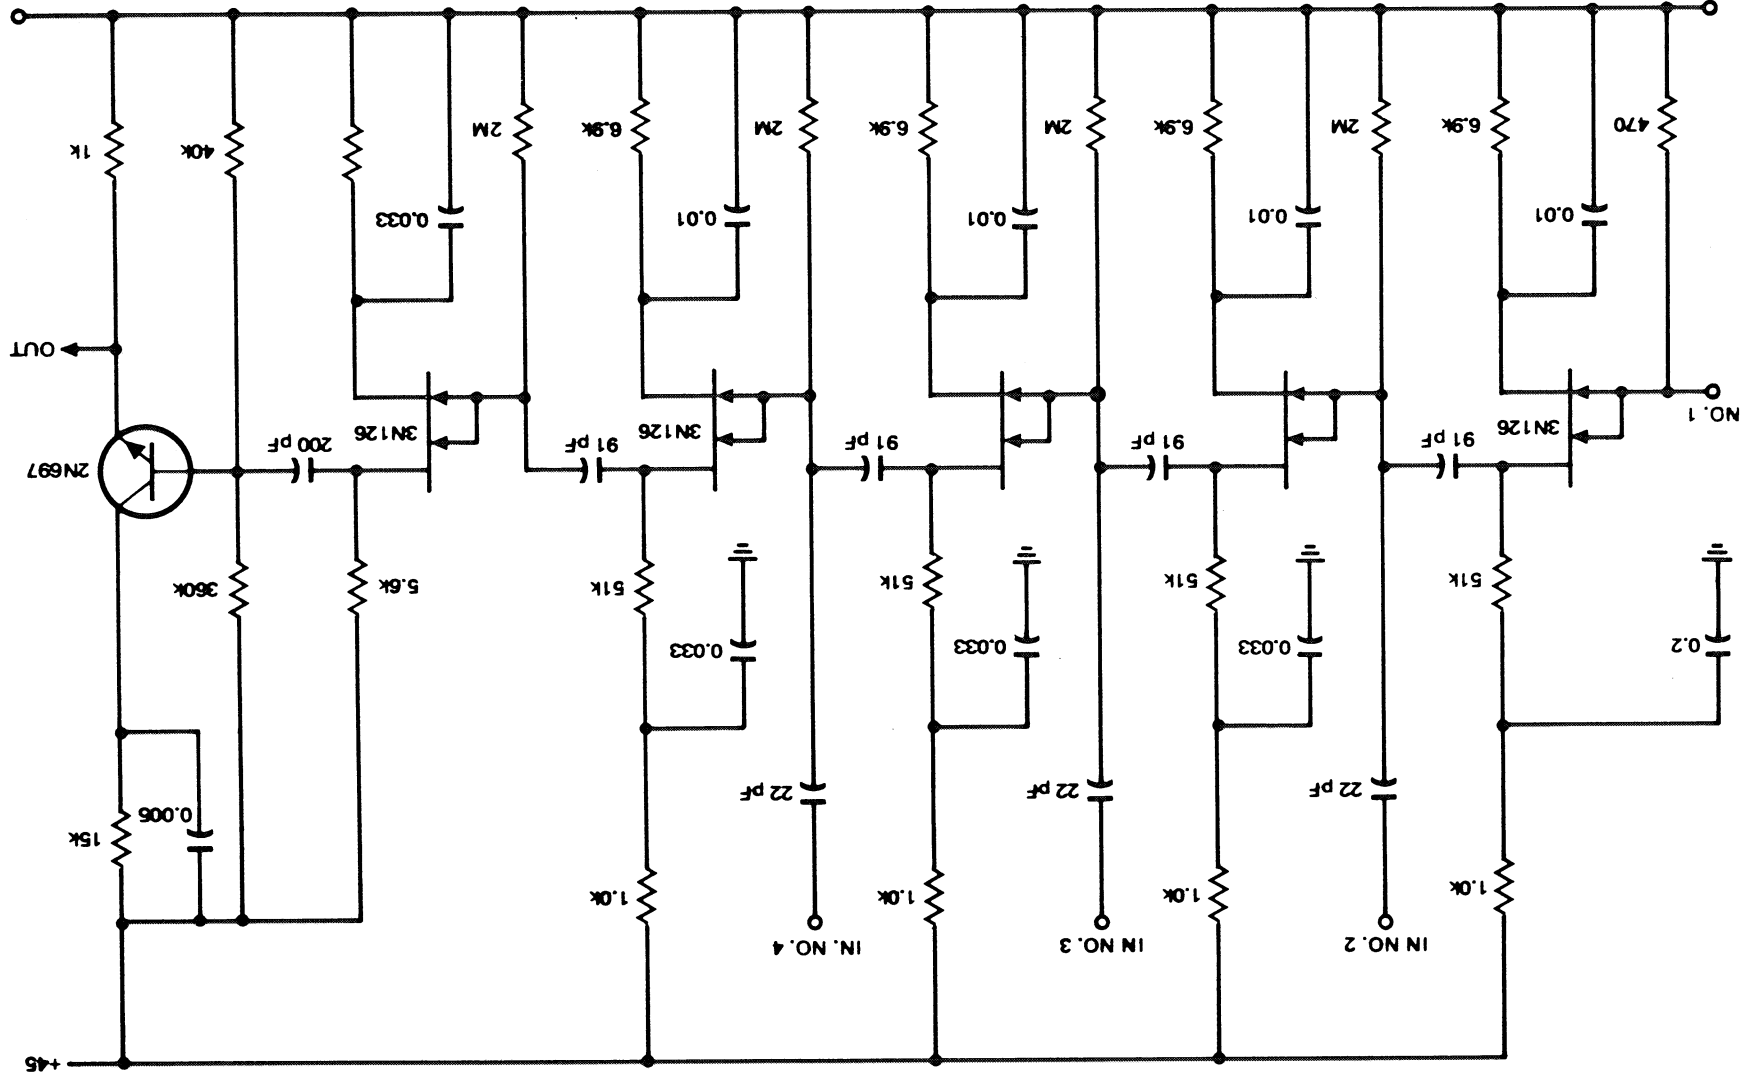 +45
IN NO. 2
IN NO. 3
IN. NO. 4
1.0k
1.0k
1.0k
1.0k
0.005
15k
22 pF
22 pF
22 pF
0.2
0.033
0.033
0.033
51k
51k
51k
51k
5.6k
360k
2N697
91 pF
91 pF
91 pF
91 pF
200 pF
NO. 1
3N126
3N126
3N126
OUT
0.01
0.01
0.01
0.01
0.033
470
6.9k
2M
6.9k
2M
6.9k
2M
6.9k
2M
40k
1k